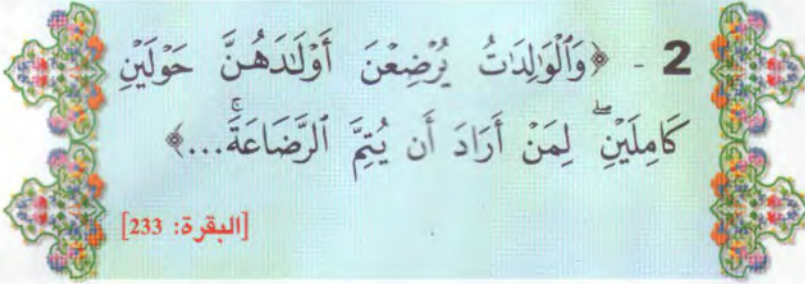 2 - ﴿وَٱلْوَٰلِدَٰتُ يُرْضِعْنَ أَوْلَٰدَهُنَّ حَوْلَيْنِ
كَامِلَيْنِ ۖ لِمَنْ أَرَادَ أَن يُتِمَّ ٱلرَّضَاعَةَ ۚ...﴾
[البقرة: 233]